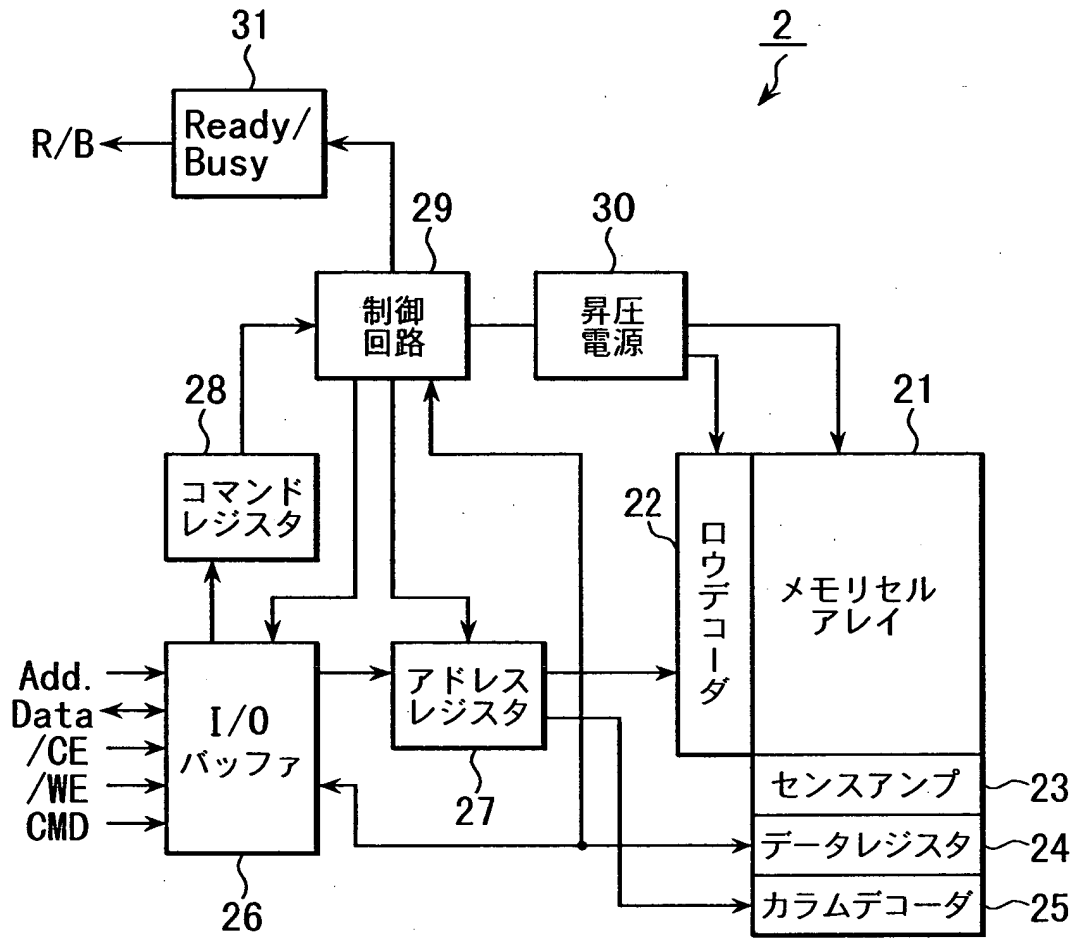 31
2
R/B
Ready/
Busy
29
30
制御
回路
昇圧
電源
28
21
コマンド
レジスタ
22
ロウデコーダ
メモリセル
アレイ
Add.
Data
/CE
/WE
CMD
I/O
バッファ
アドレス
レジスタ
27
センスアンプ
23
データレジスタ
24
カラムデコーダ
25
26